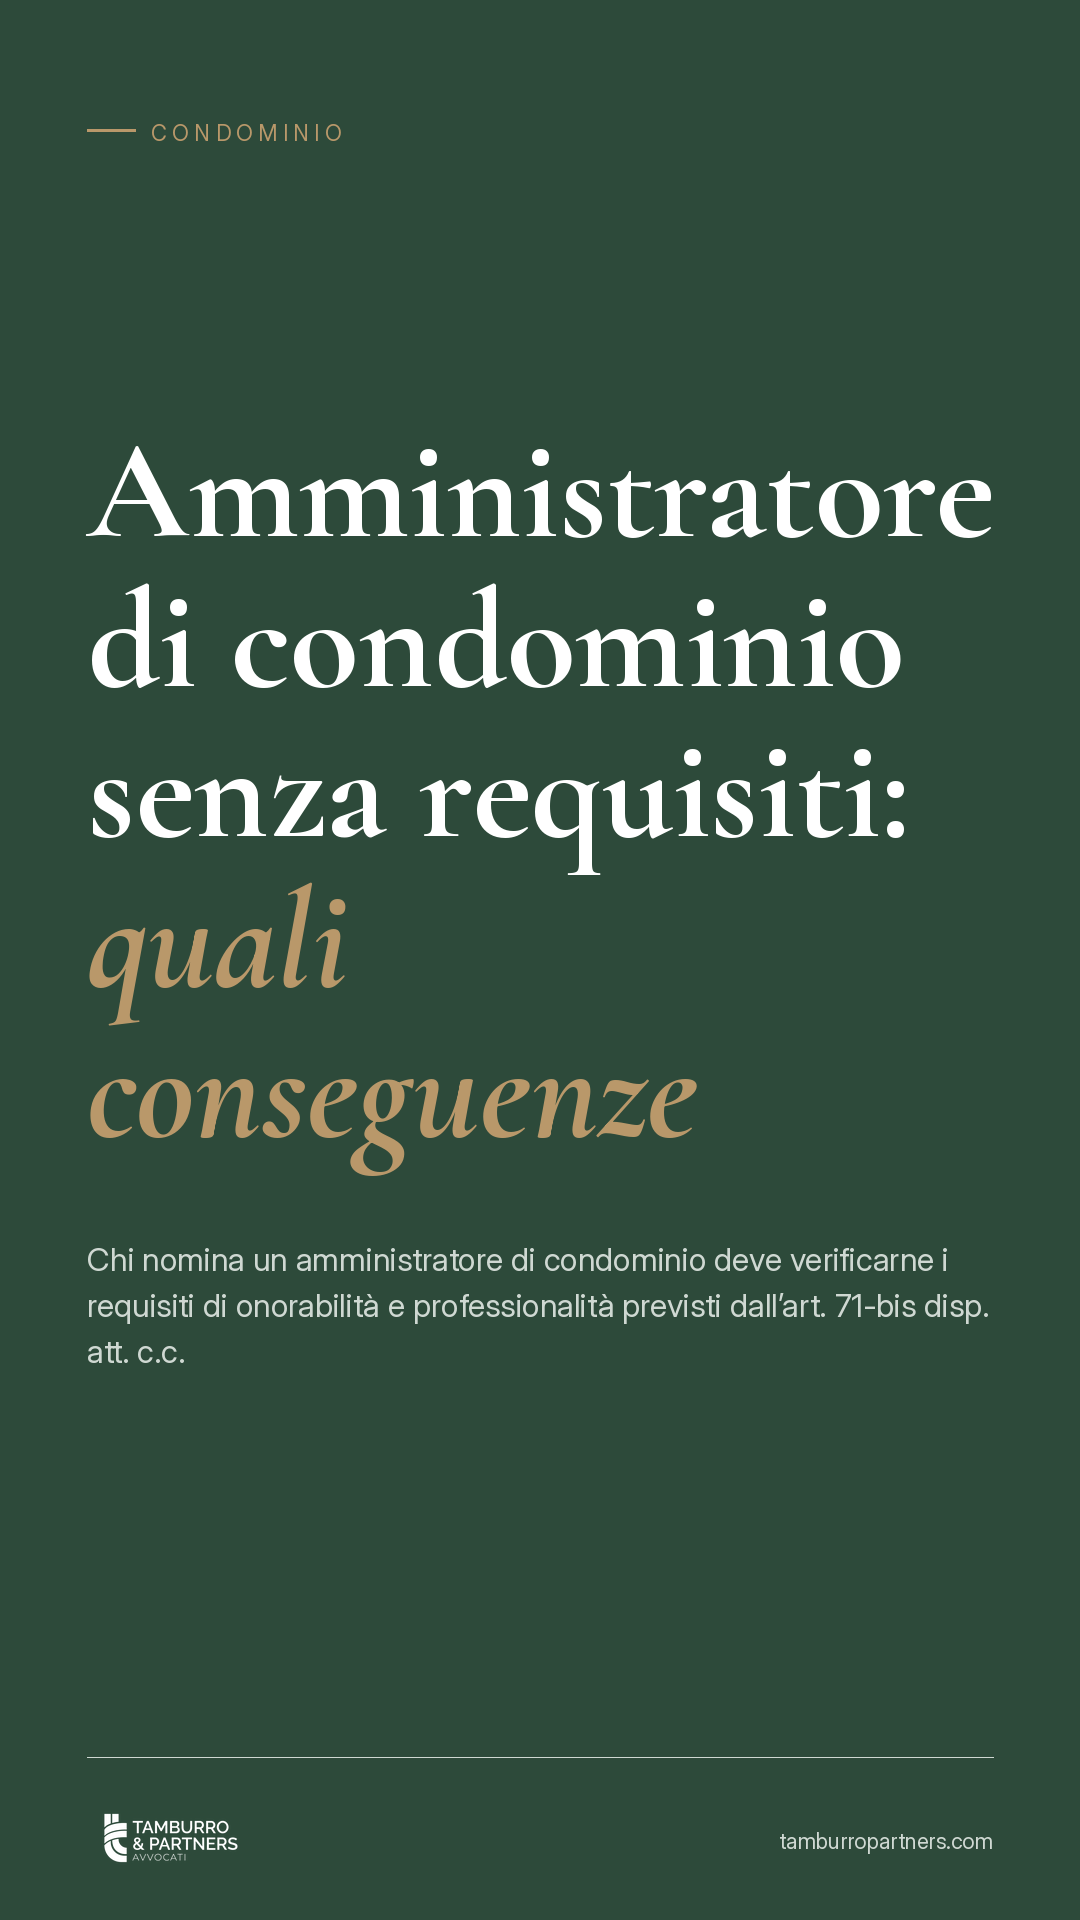 CONDOMINIO
Amministratore
di condominio
senza requisiti:
quali
conseguenze
Chi nomina un amministratore di condominio deve verificarne i
requisiti di onorabilità e professionalità previsti dall’art. 71-bis disp.
att. c.c.
TAMBURRO
& PARTNERS
AVVOCATI
tamburropartners.com